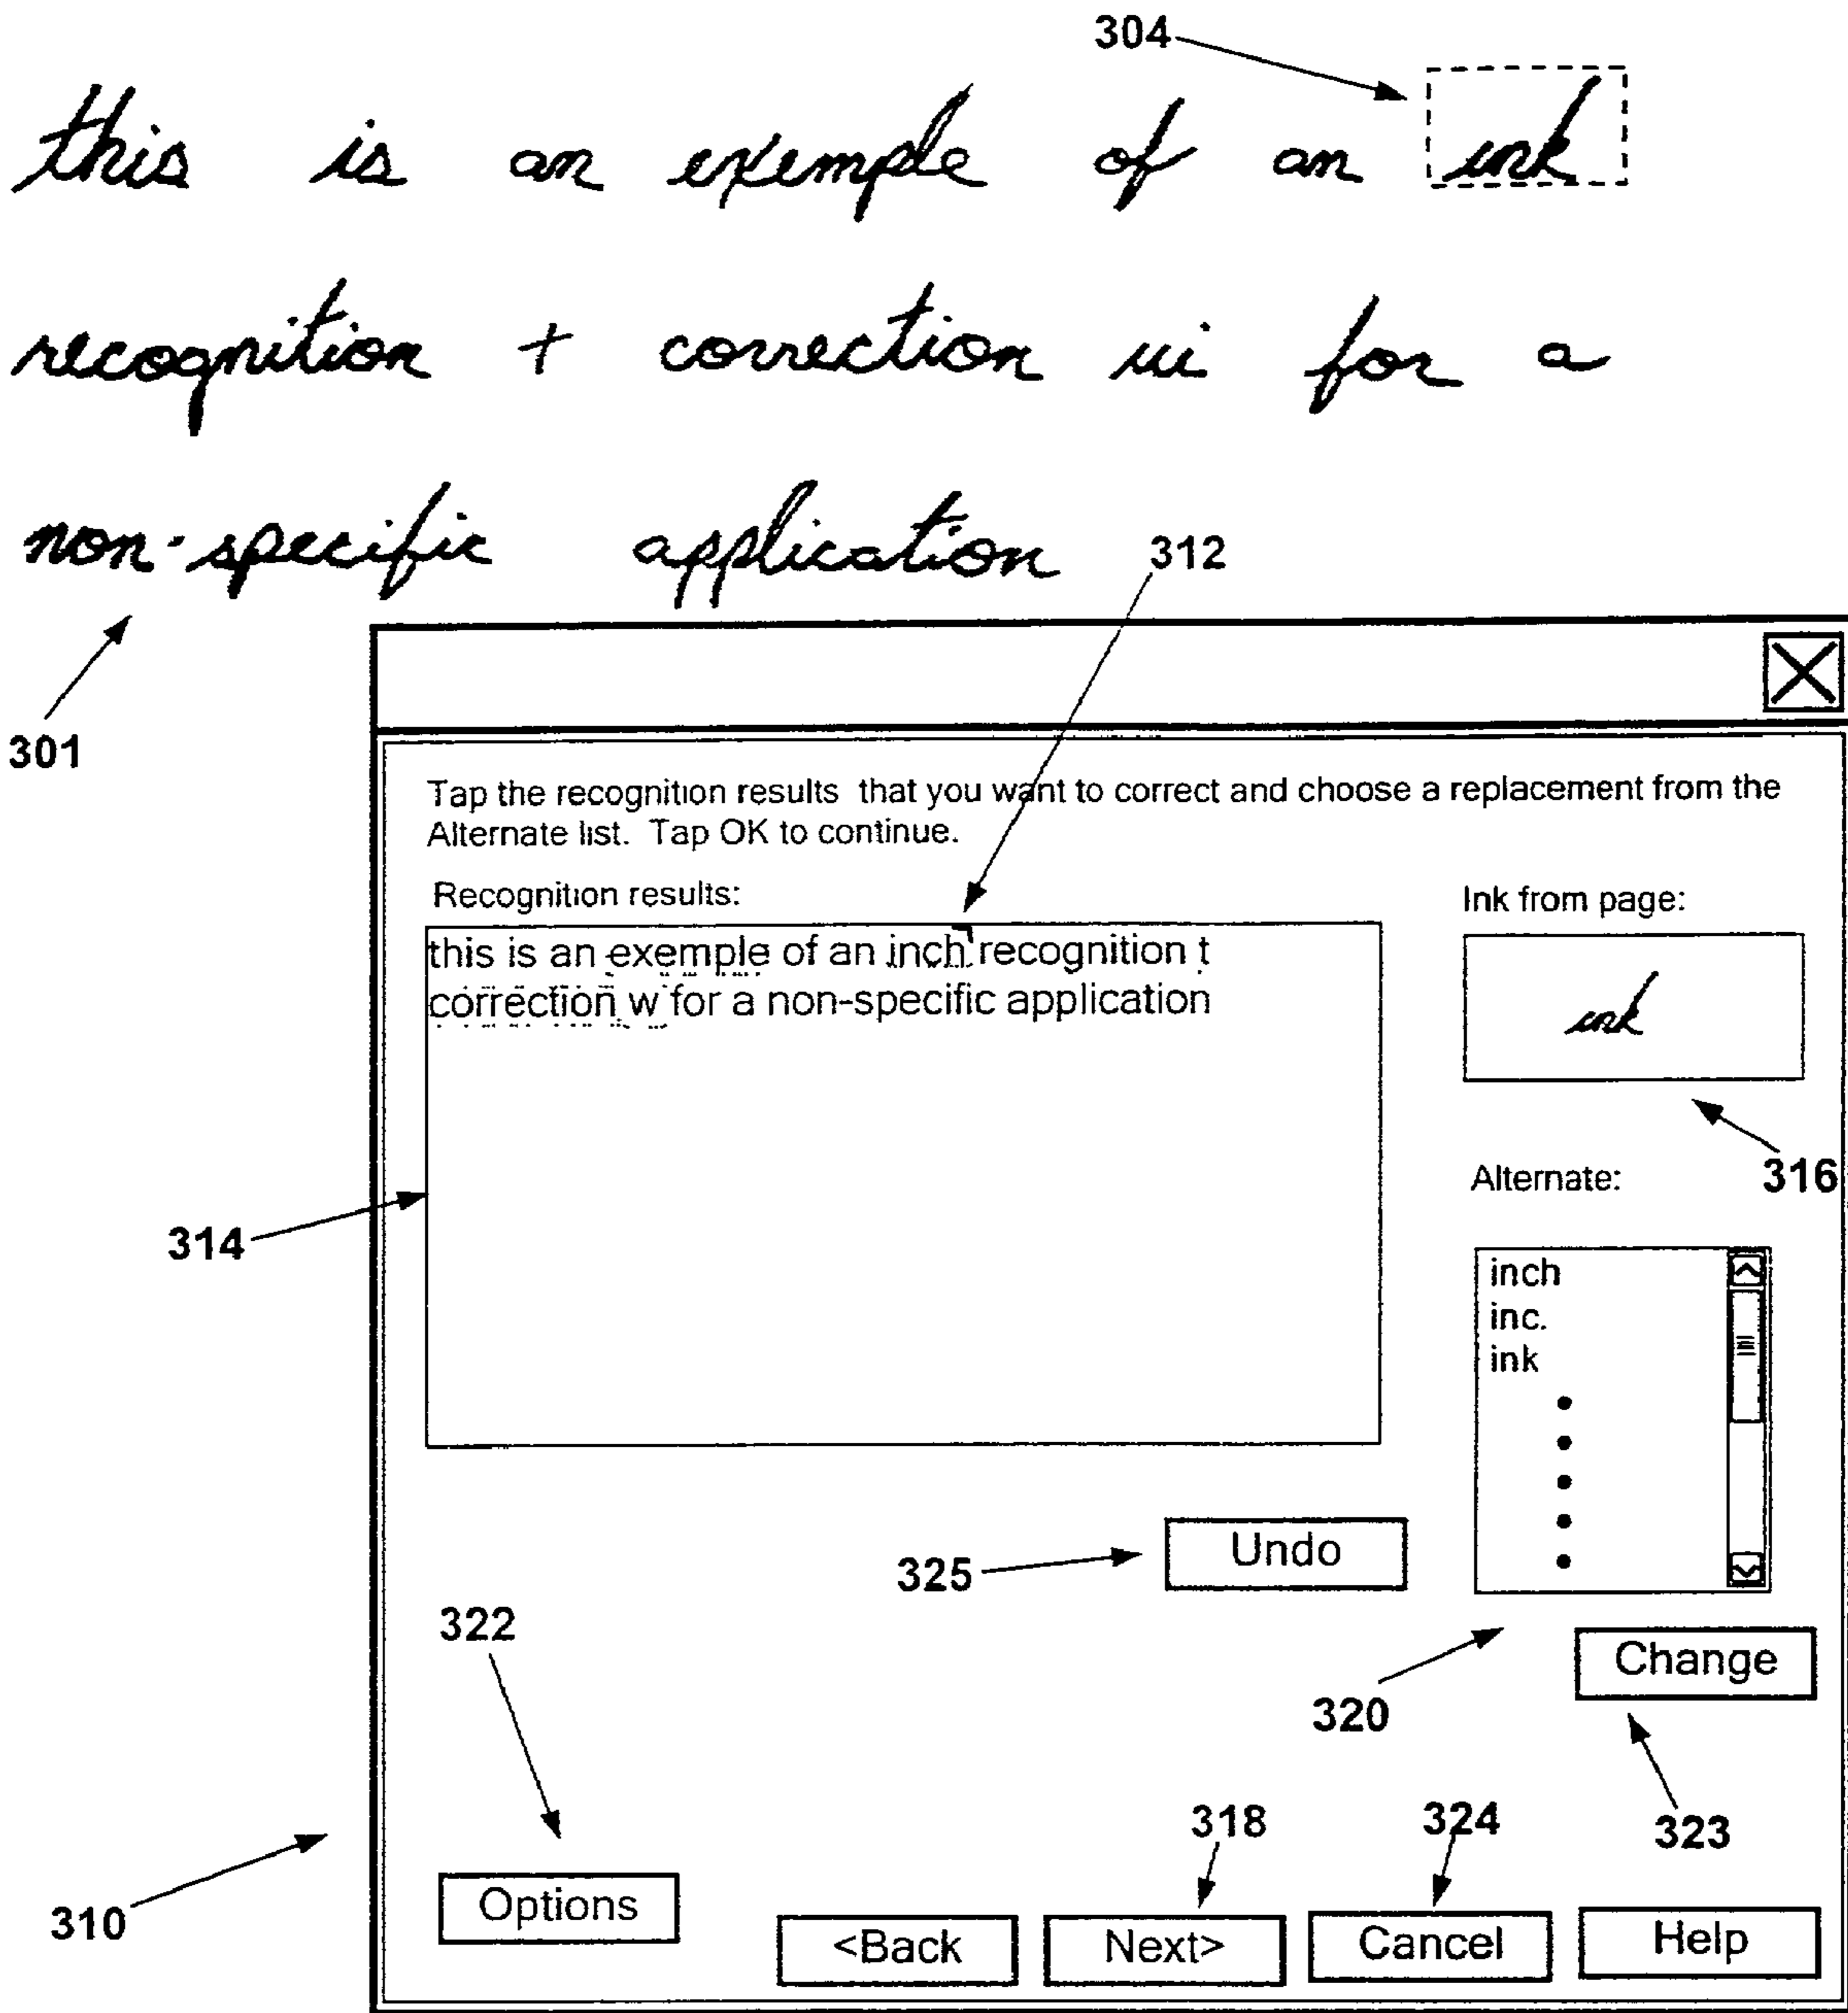 304
this is an exemple of an ink
recognition + correction ui for a
non-specific application
312
301
Tap the recognition results that you want to correct and choose a replacement from the
Alternate list. Tap OK to continue.
Recognition results:
Ink from page:
this is an exemple of an inch recognition t
correction w for a non-specific application
ink
316
Alternate:
314
inch
inc.
ink
Undo
325
322
Change
320
318
324
323
310
Options
<Back
Next>
Cancel
Help